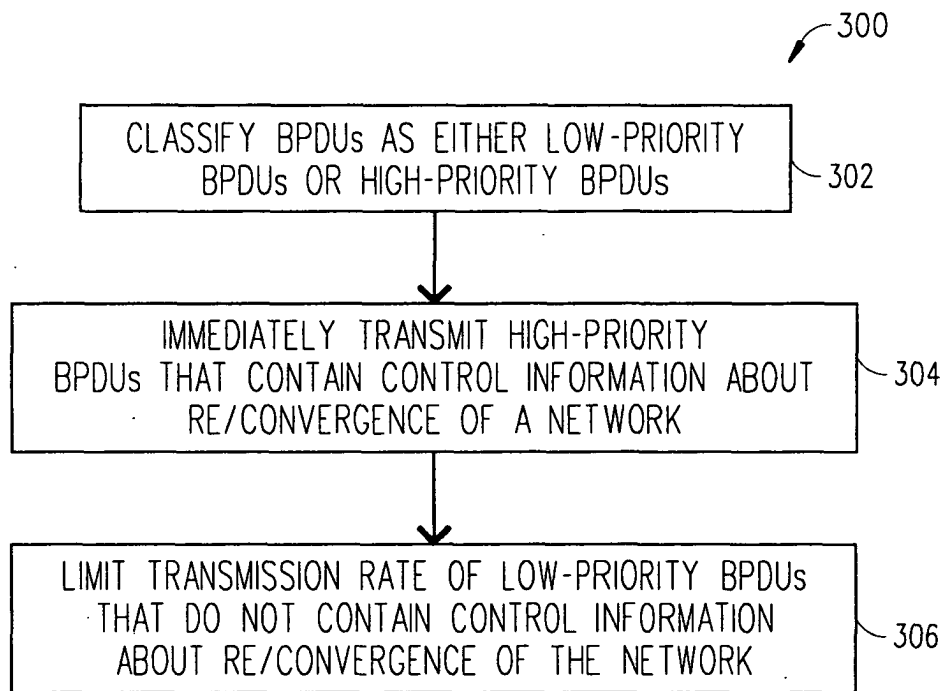 300
CLASSIFY BPDUs AS EITHER LOW-PRIORITY
BPDUs OR HIGH-PRIORITY BPDUs
302
IMMEDIATELY TRANSMIT HIGH-PRIORITY
BPDUs THAT CONTAIN CONTROL INFORMATION ABOUT
RE/CONVERGENCE OF A NETWORK
304
LIMIT TRANSMISSION RATE OF LOW-PRIORITY BPDUs
THAT DO NOT CONTAIN CONTROL INFORMATION
ABOUT RE/CONVERGENCE OF THE NETWORK
306